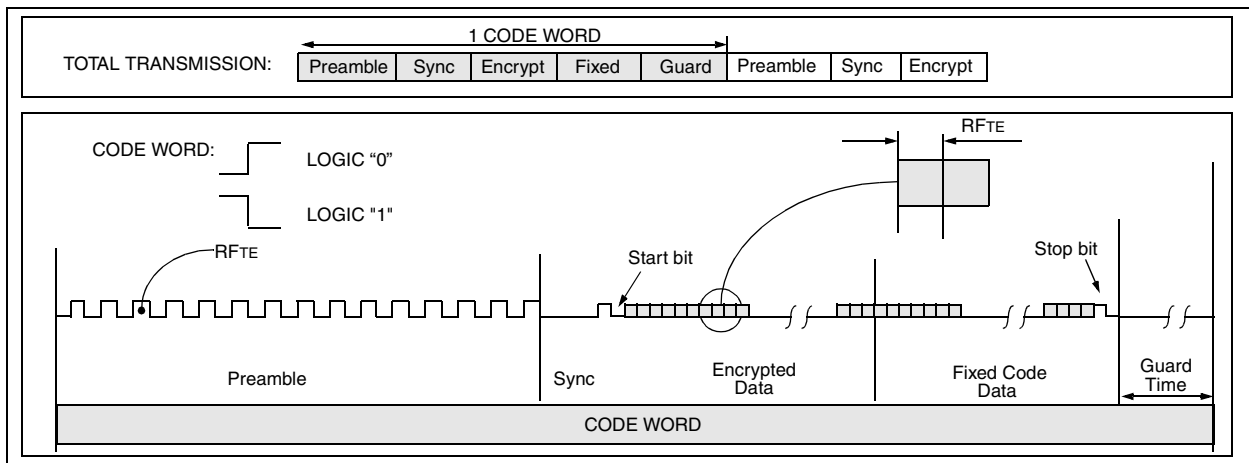 1 CODE WORD
TOTAL TRANSMISSION: Preamble Sync Encrypt Fixed Guard Preamble Sync Encrypt
RFTE
CODE WORD: LOGIC “0”
LOGIC "1"
RFTE
Start bit
Stop bit
Preamble Sync Encrypted Data Fixed Code Data Guard Time
CODE WORD